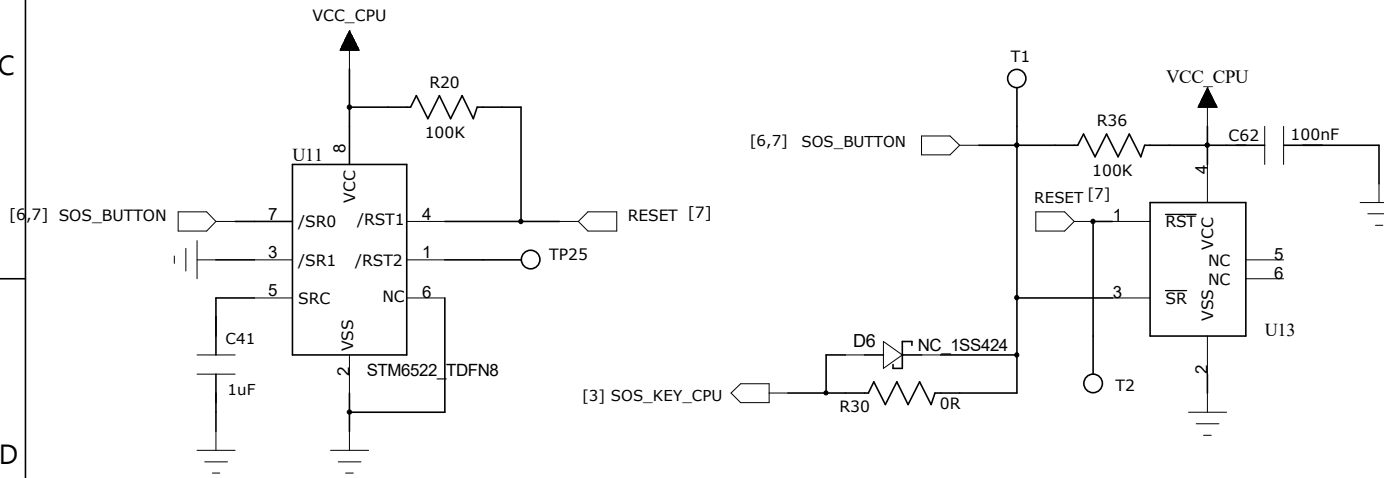 C
D
VCC_CPU
R20
100K
U11
8
VCC
[6,7] SOS_BUTTON
7
/SR0
/RST1
4
RESET [7]
3
/SR1
/RST2
1
TP25
5
SRC
NC
6
C41
1uF
VSS
2
STM6522_TDFN8
T1
VCC_CPU
[6,7] SOS_BUTTON
R36
100K
C62
100nF
4
RESET [7]
1
RST
VCC
NC
5
NC
6
3
SR
VSS
U13
2
D6
NC_1SS424
[3] SOS_KEY_CPU
R30
0R
T2